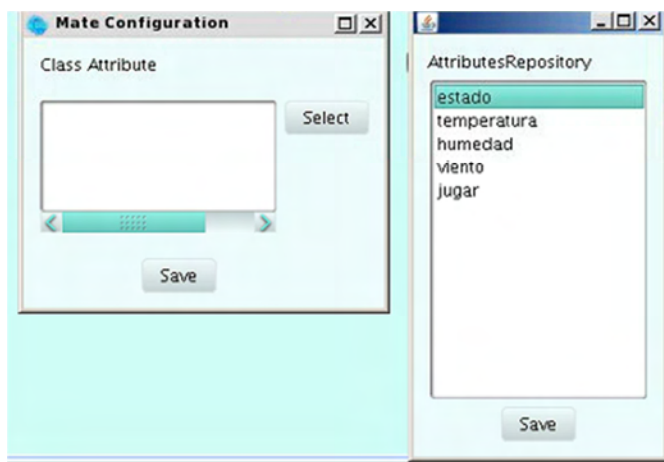 Mate Configuration
Class Attribute
Select
Save
AttributesRepository
estado
temperatura
humedad
viento
jugar
Save